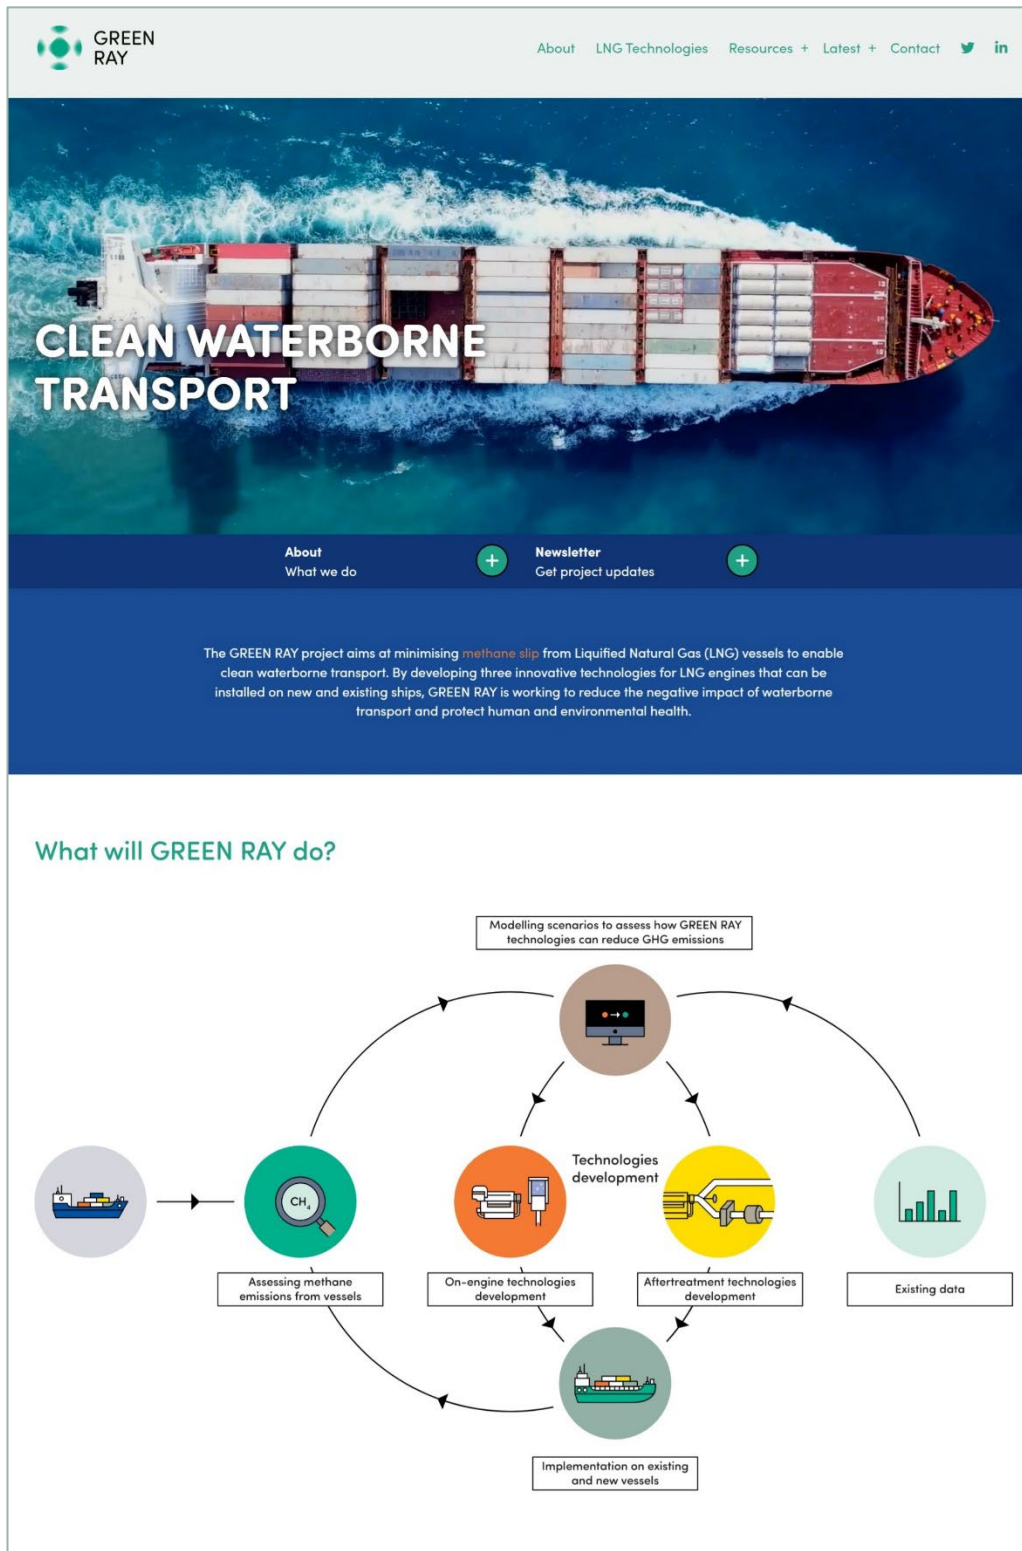 GREEN
RAY
About LNG Technologies Resources + Latest + Contact
CLEAN WATERBORNE
TRANSPORT
About
What we do
Newsletter
Get project updates
The GREEN RAY project aims at minimising methane slip from Liquified Natural Gas (LNG) vessels to enable
clean waterborne transport. By developing three innovative technologies for LNG engines that can be
installed on new and existing ships, GREEN RAY is working to reduce the negative impact of waterborne
transport and protect human and environmental health.
What will GREEN RAY do?
Modelling scenarios to assess how GREEN RAY
technologies can reduce GHG emissions
Technologies
development
CH₄
Assessing methane
emissions from vessels
On-engine technologies
development
Aftertreatment technologies
development
Existing data
Implementation on existing
and new vessels